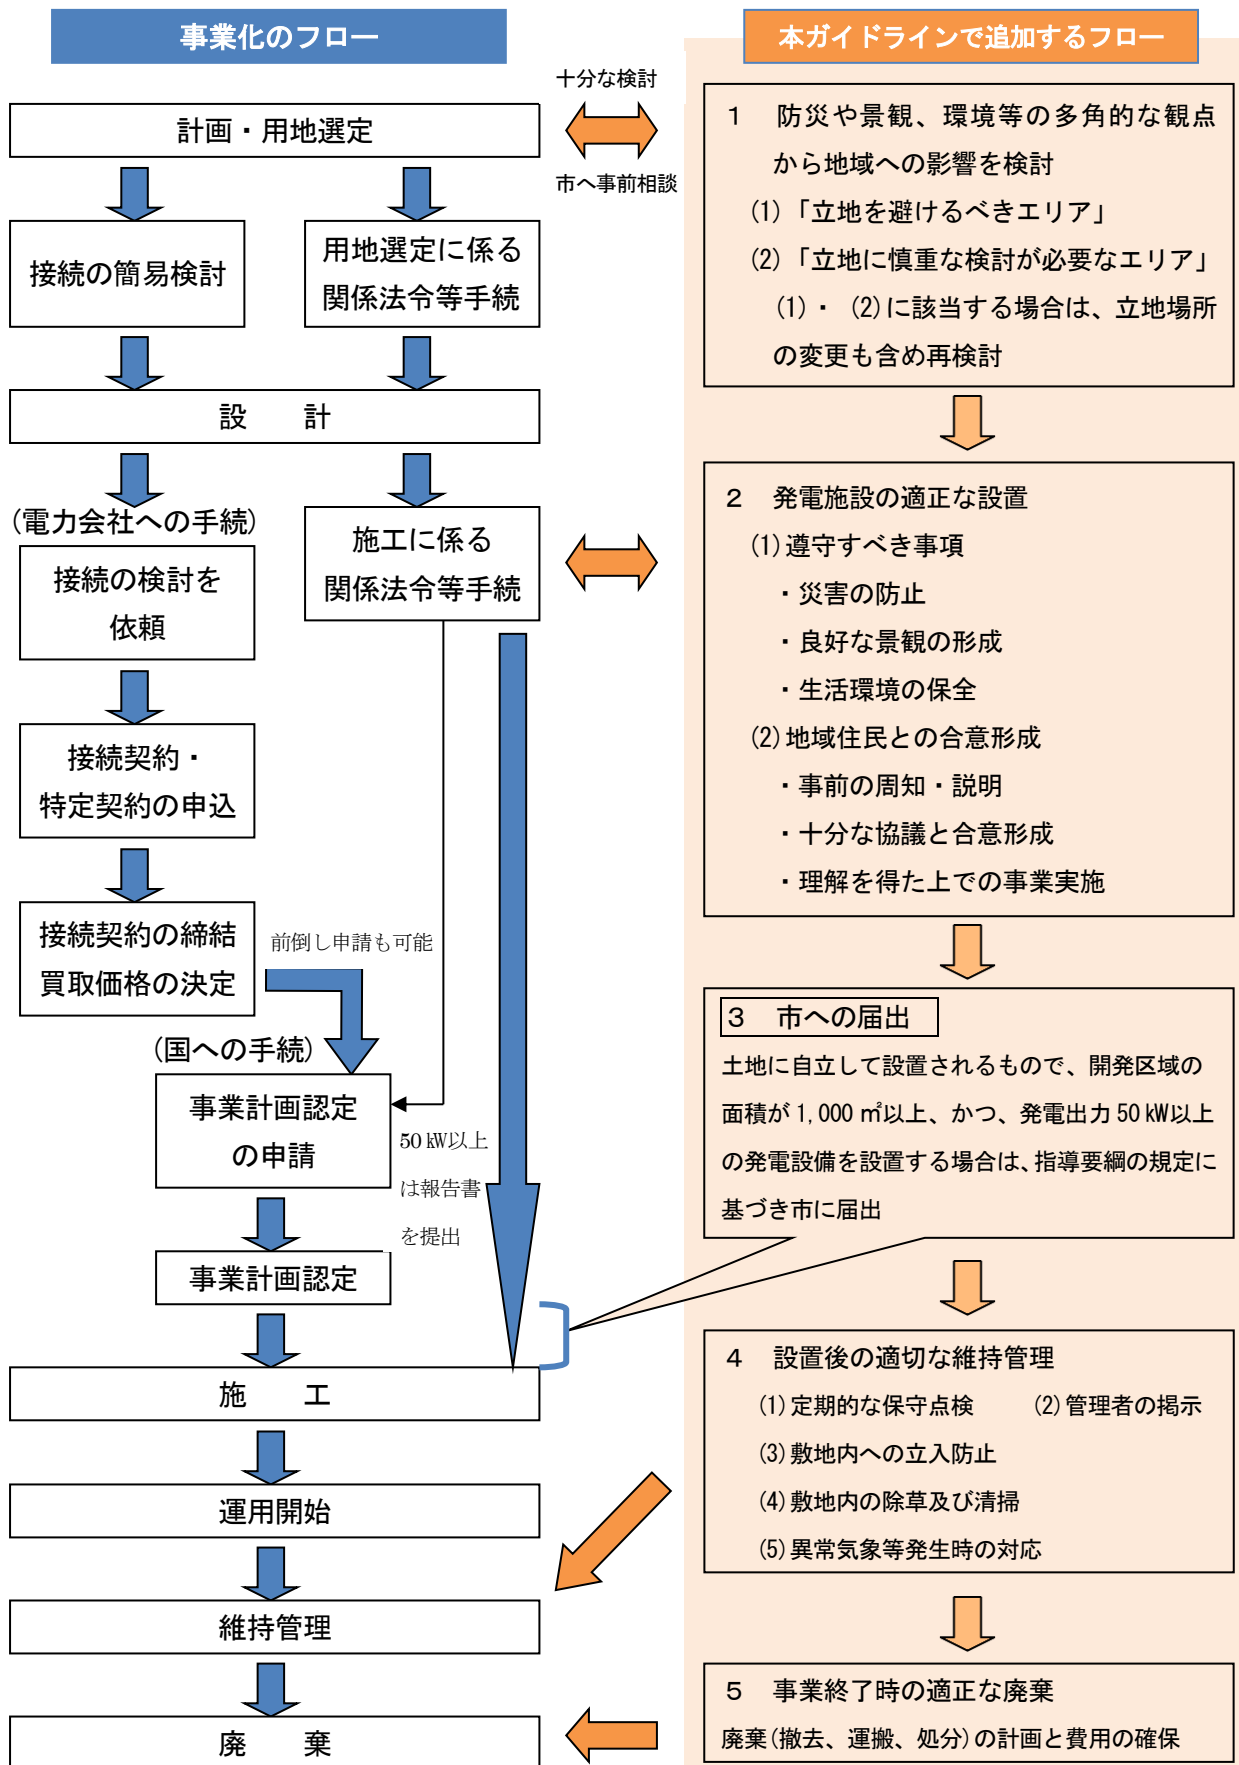 事業化のフロー
計画・用地選定
接続の簡易検討
用地選定に係る
関係法令等手続
設　　計
(電力会社への手続)
接続の検討を
依頼
施工に係る
関係法令等手続
接続契約・
特定契約の申込
接続契約の締結
買取価格の決定
前倒し申請も可能
(国への手続)
事業計画認定
の申請
50 ㎾以上
は報告書
を提出
事業計画認定
施　　工
運用開始
維持管理
廃　　棄
十分な検討
市へ事前相談
本ガイドラインで追加するフロー
１　防災や景観、環境等の多角的な観点
から地域への影響を検討
(1)「立地を避けるべきエリア」
(2)「立地に慎重な検討が必要なエリア」
(1)・ (2)に該当する場合は、立地場所
の変更も含め再検討
２　発電施設の適正な設置
(1)遵守すべき事項
・災害の防止
・良好な景観の形成
・生活環境の保全
(2)地域住民との合意形成
・事前の周知・説明
・十分な協議と合意形成
・理解を得た上での事業実施
３　市への届出
土地に自立して設置されるもので、開発区域の
面積が 1,000 ㎡以上、かつ、発電出力 50 ㎾以上
の発電設備を設置する場合は、指導要綱の規定に
基づき市に届出
４　設置後の適切な維持管理
(1)定期的な保守点検　　(2)管理者の掲示
(3)敷地内への立入防止
(4)敷地内の除草及び清掃
(5)異常気象等発生時の対応
５　事業終了時の適正な廃棄
廃棄(撤去、運搬、処分)の計画と費用の確保